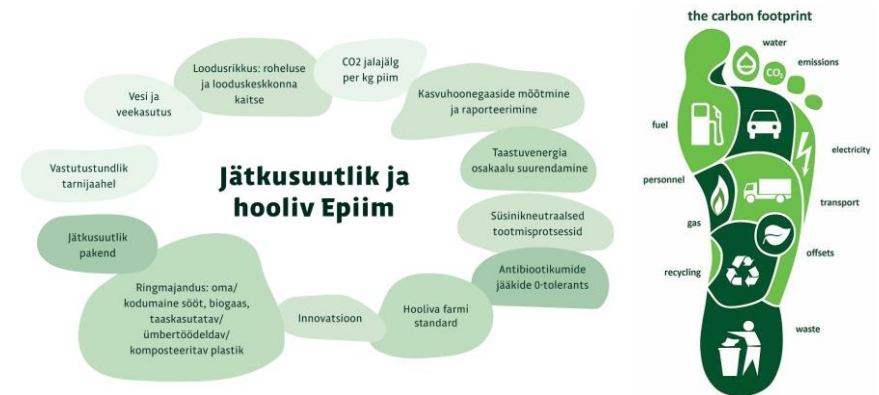 Jätkusuutlik ja
hooliv Epiim
Loodusrikkus: roheluse
ja looduskeskkonna
kaitse
CO2 jalajälg
per kg piim
Kasvuhoonegaaside mõõtmine
ja raporteerimine
Taastuvenergia
osakaalu suurendamine
Süsinikneutraalsed
tootmisprotsessid
Antibiootikumide
jääkide 0-tolerants
Hooliva farmi
standard
Innovatsioon
Ringmajandus: oma/
kodumaine sööt, biogaas,
taaskasutatav/
ümbertöödeldav/
komposteeritav plastik
Jätkusuutlik
pakend
Vastutustundlik
tarnijaahel
Vesi ja
veekasutus
the carbon footprint
water
emissions
CO₂
fuel
electricity
personnel
transport
gas
offsets
recycling
waste